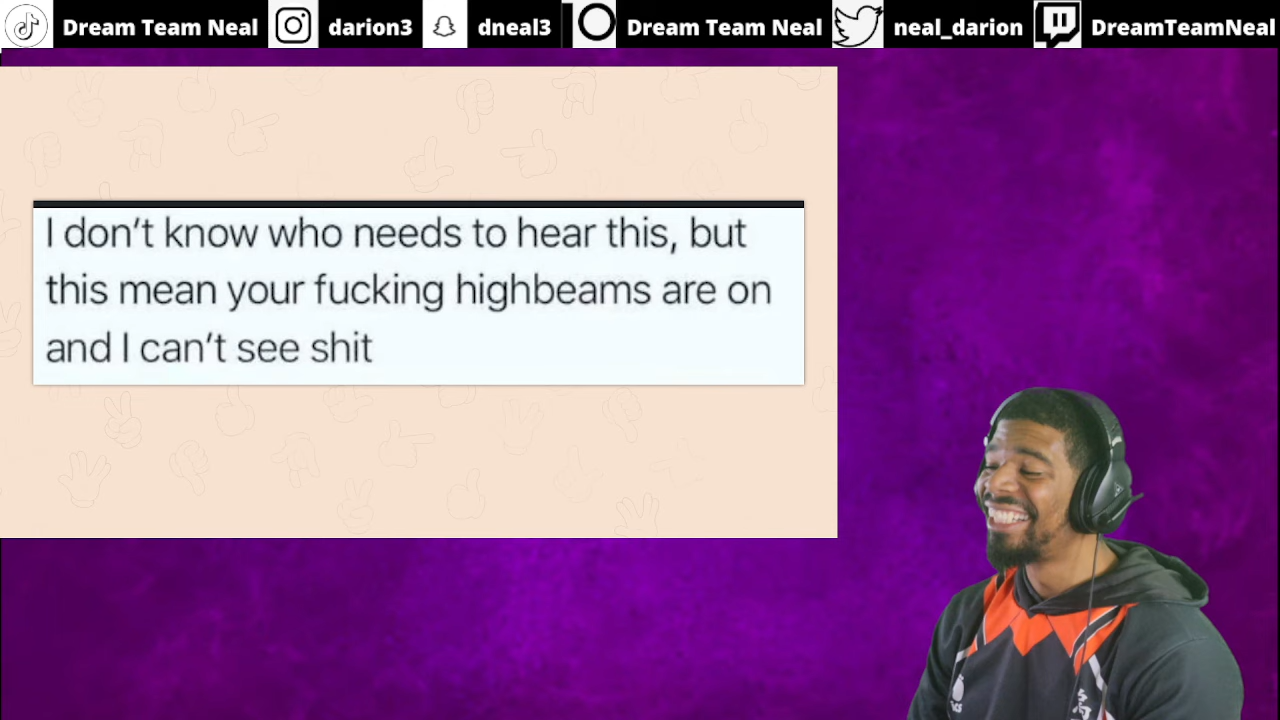 Dream Team Neal darion3 dneal3 Dream Team Neal neal_darion DreamTeamNeal
I don't know who needs to hear this, but
this mean your fucking highbeams are on
and I can't see shit